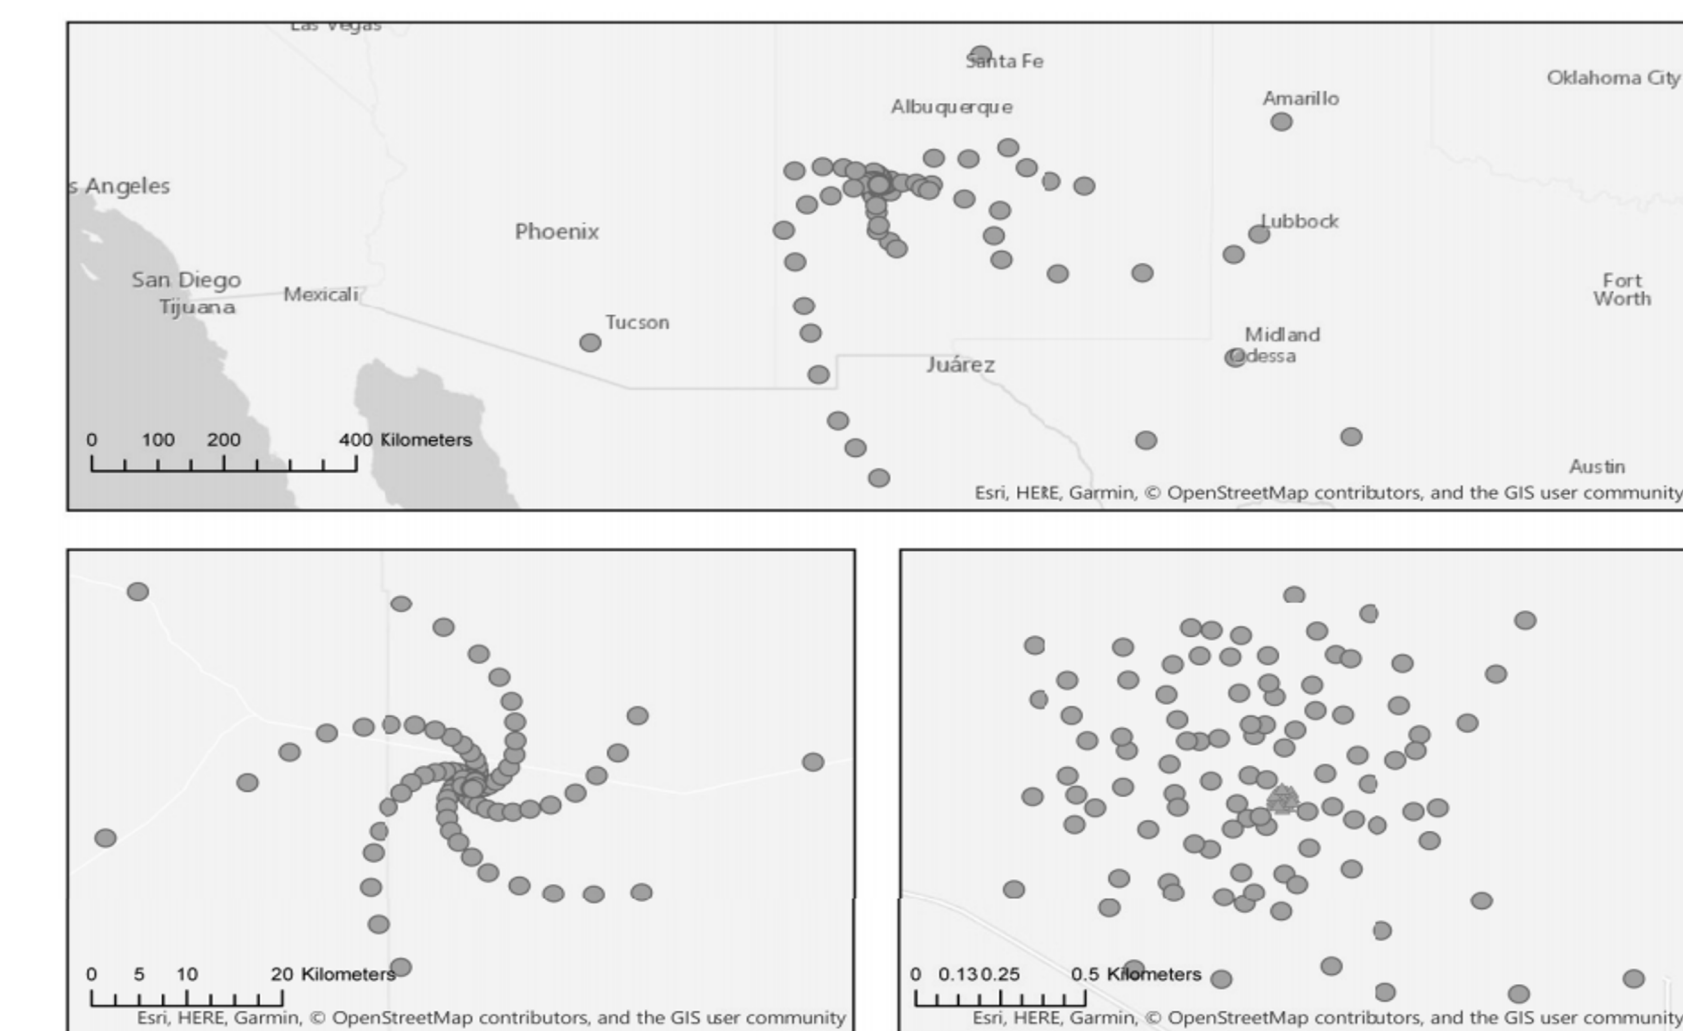 Las Vegas
Santa Fe
Oklahoma City
Amarillo
Albuquerque
s Angeles
Lubbock
Phoenix
San Diego
Mexicali
Tijuana
Fort
Worth
Tucson
Midland
Odessa
Juárez
0 100 200 400 Kilometers
Austin
Esri, HERE, Garmin, © OpenStreetMap contributors, and the GIS user community
0 5 10 20 Kilometers
Esri, HERE, Garmin, © OpenStreetMap contributors, and the GIS user community
0 0.13 0.25 0.5 Kilometers
Esri, HERE, Garmin, © OpenStreetMap contributors, and the GIS user community